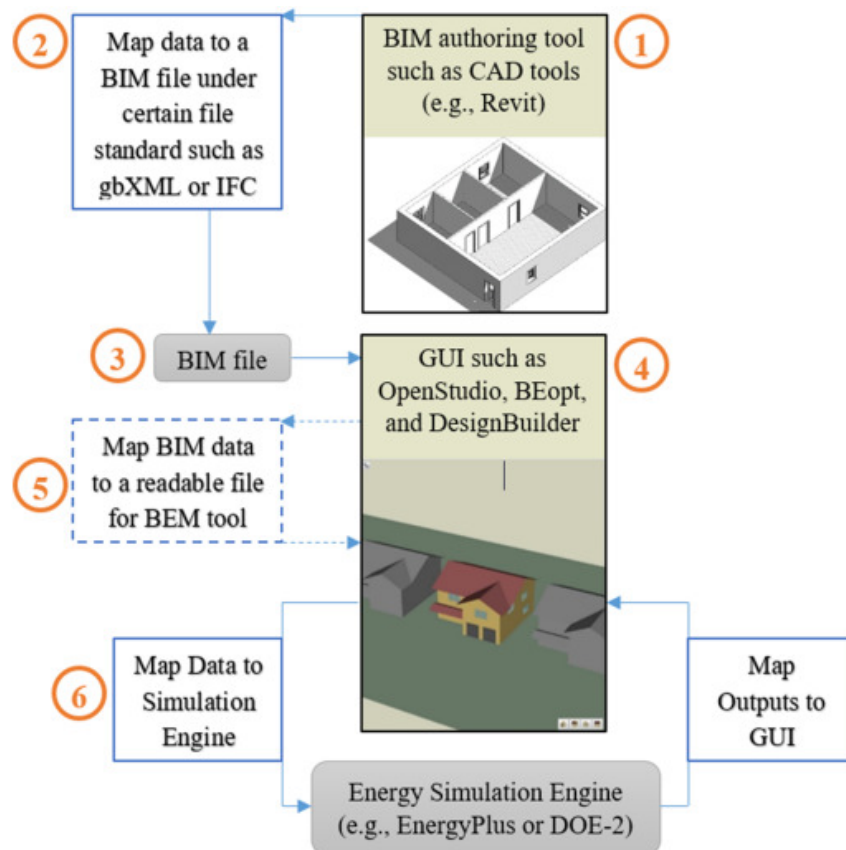 2
Map data to a
BIM file under
certain file
standard such as
gbXML or IFC
BIM authoring tool
such as CAD tools
(e.g., Revit)
1
3
BIM file
GUI such as
OpenStudio, BEopt,
and DesignBuilder
4
5
Map BIM data
to a readable file
for BEM tool
6
Map Data to
Simulation
Engine
Map
Outputs to
GUI
Energy Simulation Engine
(e.g., EnergyPlus or DOE-2)